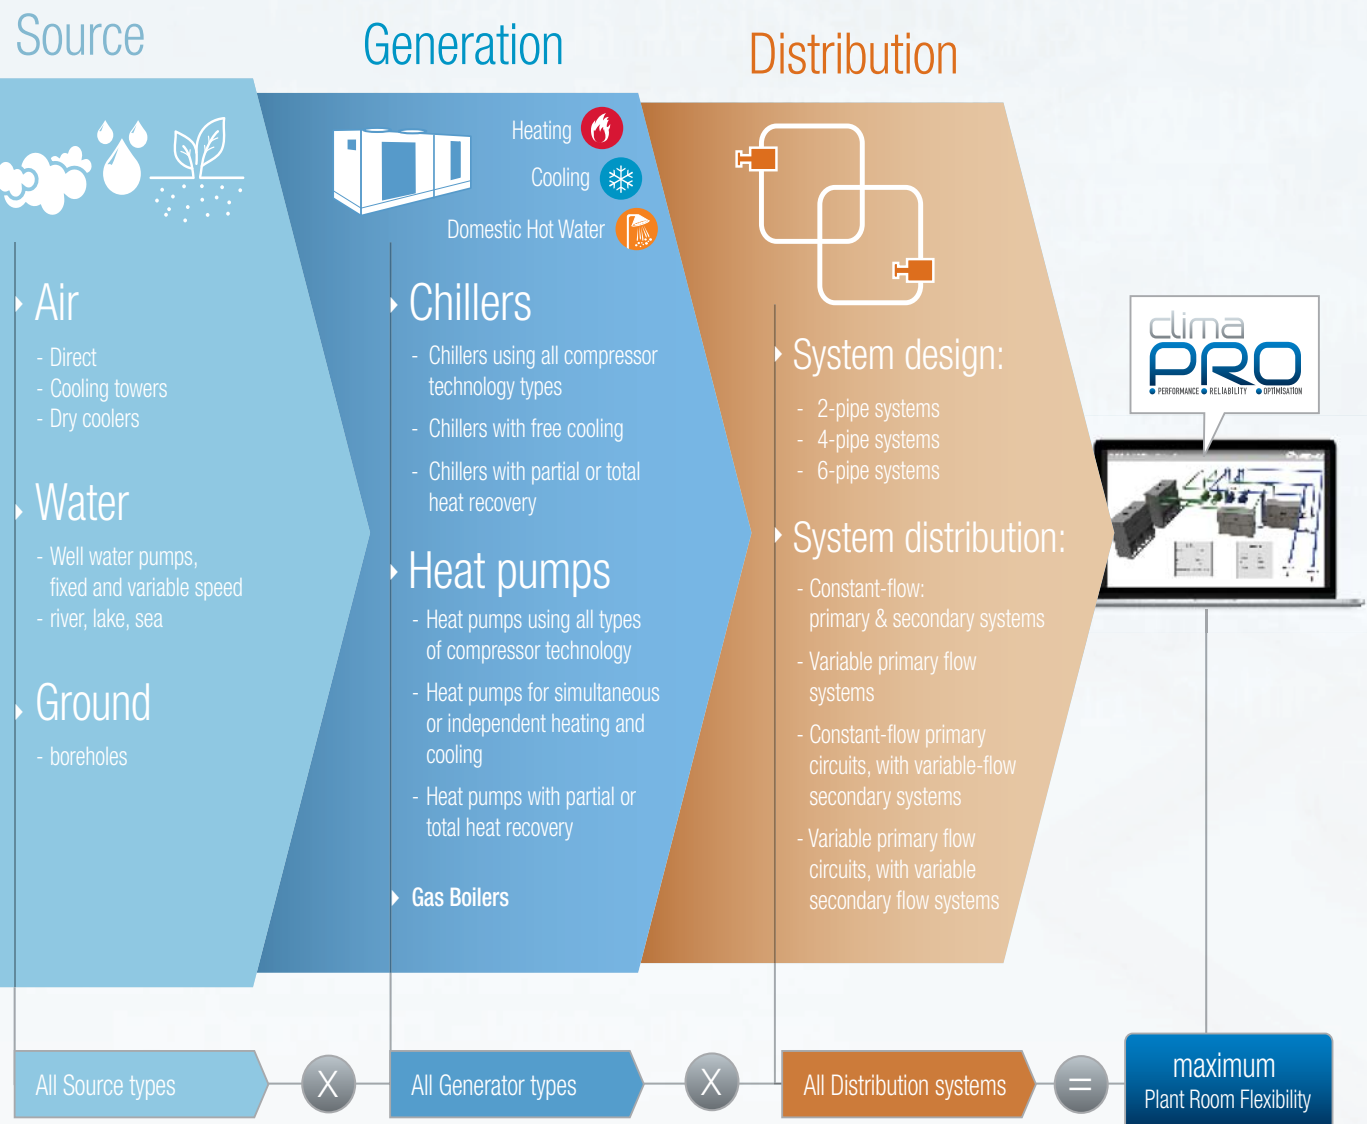 Source
Generation
Distribution
Heating
Cooling
Domestic Hot Water
Air
- Direct
- Cooling towers
- Dry coolers
Water
- Well water pumps,
fixed and variable speed
- river, lake, sea
Ground
- boreholes
Chillers
- Chillers using all compressor
technology types
- Chillers with free cooling
- Chillers with partial or total
heat recovery
Heat pumps
- Heat pumps using all types
of compressor technology
- Heat pumps for simultaneous
or independent heating and
cooling
- Heat pumps with partial or
total heat recovery
Gas Boilers
System design:
- 2-pipe systems
- 4-pipe systems
- 6-pipe systems
System distribution:
- Constant-flow:
primary & secondary systems
- Variable primary flow
systems
- Constant-flow primary
circuits, with variable-flow
secondary systems
- Variable primary flow
circuits, with variable
secondary flow systems
clima
PRO
PERFORMANCE RELIABILITY OPTIMISATION
All Source types
X
All Generator types
X
All Distribution systems
=
maximum
Plant Room Flexibility